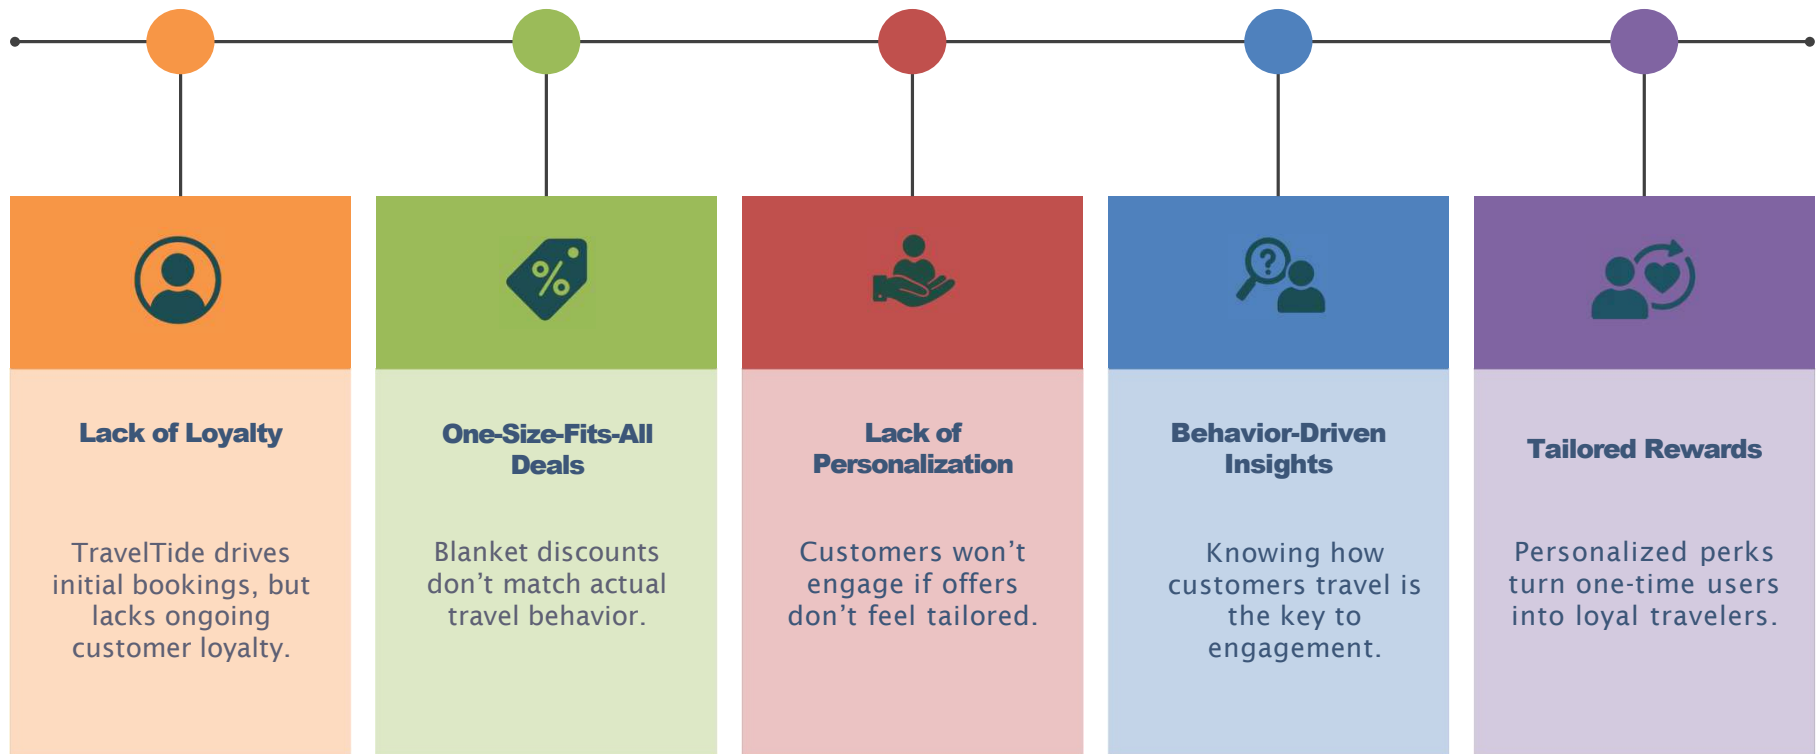 Lack of Loyalty
TravelTide drives
initial bookings, but
lacks ongoing
customer loyalty.
%
One-Size-Fits-All
Deals
Blanket discounts
don’t match actual
travel behavior.
Lack of
Personalization
Customers won’t
engage if offers
don’t feel tailored.
?
Behavior-Driven
Insights
Knowing how
customers travel is
the key to
engagement.
Tailored Rewards
Personalized perks
turn one-time users
into loyal travelers.